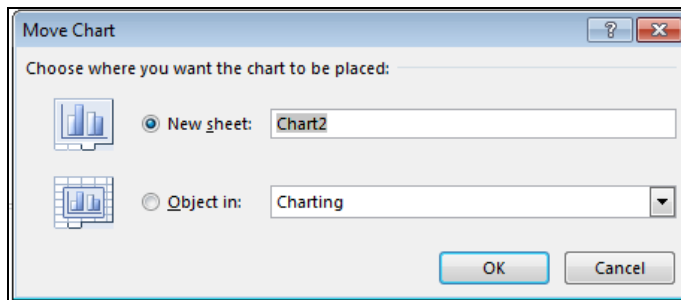 Move Chart
Choose where you want the chart to be placed:
New sheet: Chart2
Object in: Charting
OK Cancel